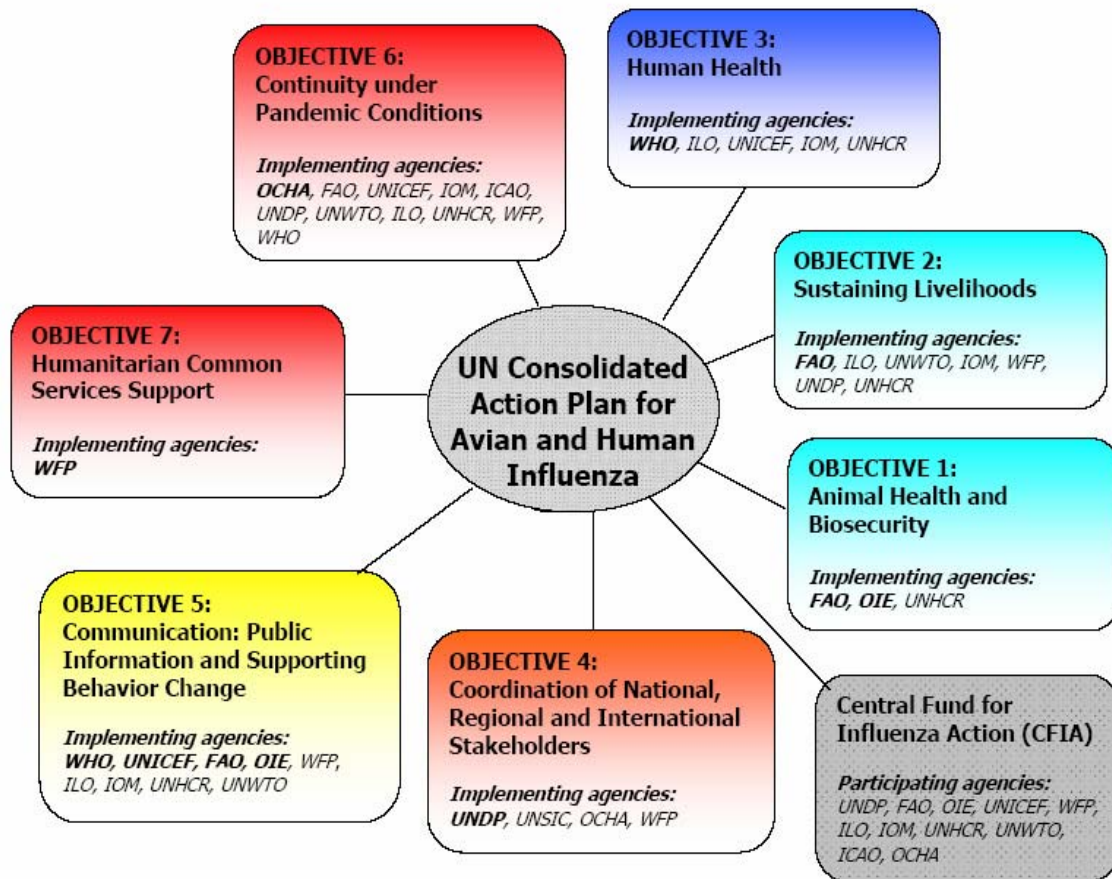 OBJECTIVE 6:
Continuity under
Pandemic Conditions
Implementing agencies:
OCHA, FAO, UNICEF, IOM, ICAO,
UNDP, UNWTO, ILO, UNHCR, WFP,
WHO
OBJECTIVE 3:
Human Health
Implementing agencies:
WHO, ILO, UNICEF, IOM, UNHCR
OBJECTIVE 2:
Sustaining Livelihoods
Implementing agencies:
FAO, ILO, UNWTO, IOM, WFP,
UNDP, UNHCR
OBJECTIVE 7:
Humanitarian Common
Services Support
Implementing agencies:
WFP
UN Consolidated
Action Plan for
Avian and Human
Influenza
OBJECTIVE 1:
Animal Health and
Biosecurity
Implementing agencies:
FAO, OIE, UNHCR
OBJECTIVE 5:
Communication: Public
Information and Supporting
Behavior Change
Implementing agencies:
WHO, UNICEF, FAO, OIE, WFP,
ILO, IOM, UNHCR, UNWTO
OBJECTIVE 4:
Coordination of National,
Regional and International
Stakeholders
Implementing agencies:
UNDP, UNSIC, OCHA, WFP
Central Fund for
Influenza Action (CFIA)
Participating agencies:
UNDP, FAO, OIE, UNICEF, WFP,
ILO, IOM, UNHCR, UNWTO,
ICAO, OCHA